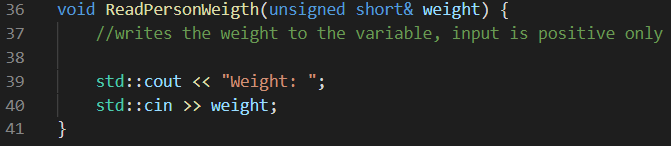 36 void ReadPersonWeigth(unsigned short& weight) {
37 //writes the weight to the variable, input is positive only
38
39 std::cout << "Weight: ";
40 std::cin >> weight;
41 }